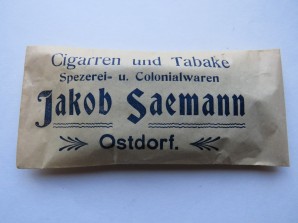 Cigarren und Tabake
Spezerei- u. Colonialwaren
Jakob Saemann
Ostdorf.